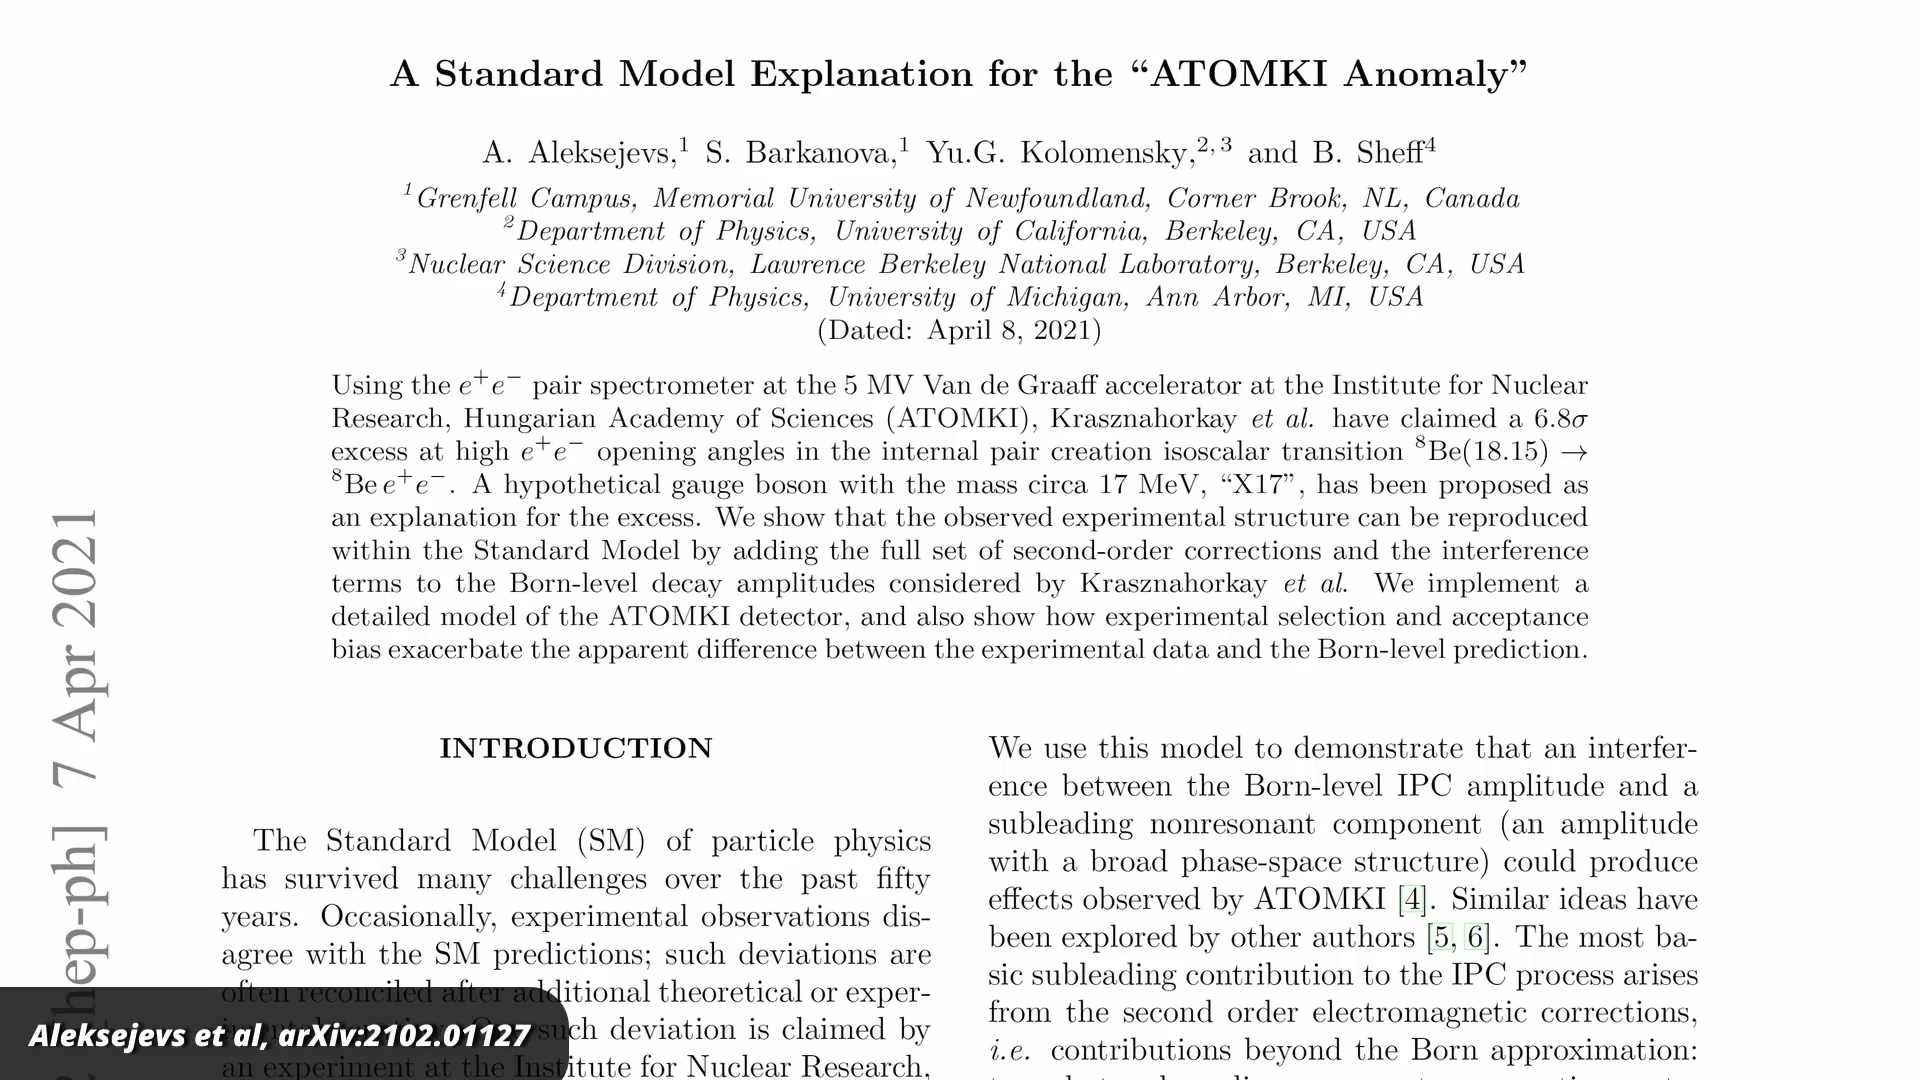 A Standard Model Explanation for the “ATOMKI Anomaly”
A. Aleksejevs,1 S. Barkanova,1 Yu.G. Kolomensky,2,3 and B. Sheff4
1Grenfell Campus, Memorial University of Newfoundland, Corner Brook, NL, Canada
2Department of Physics, University of California, Berkeley, CA, USA
3Nuclear Science Division, Lawrence Berkeley National Laboratory, Berkeley, CA, USA
4Department of Physics, University of Michigan, Ann Arbor, MI, USA
(Dated: April 8, 2021)
Using the e+e− pair spectrometer at the 5 MV Van de Graaff accelerator at the Institute for Nuclear
Research, Hungarian Academy of Sciences (ATOMKI), Krasznahorkay et al. have claimed a 6.8σ
excess at high e+e− opening angles in the internal pair creation isoscalar transition 8Be(18.15) →
8Be e+e−. A hypothetical gauge boson with the mass circa 17 MeV, “X17”, has been proposed as
an explanation for the excess. We show that the observed experimental structure can be reproduced
within the Standard Model by adding the full set of second-order corrections and the interference
terms to the Born-level decay amplitudes considered by Krasznahorkay et al. We implement a
detailed model of the ATOMKI detector, and also show how experimental selection and acceptance
bias exacerbate the apparent difference between the experimental data and the Born-level prediction.
INTRODUCTION
The Standard Model (SM) of particle physics
has survived many challenges over the past fifty
years. Occasionally, experimental observations dis-
agree with the SM predictions; such deviations are
often reconciled after additional theoretical or exper-
such deviation is claimed by
an experiment at the Institute for Nuclear Research,
We use this model to demonstrate that an interfer-
ence between the Born-level IPC amplitude and a
subleading nonresonant component (an amplitude
with a broad phase-space structure) could produce
effects observed by ATOMKI [4]. Similar ideas have
been explored by other authors [5, 6]. The most ba-
sic subleading contribution to the IPC process arises
from the second order electromagnetic corrections,
i.e. contributions beyond the Born approximation:
hep-ph] 7 Apr 2021
Aleksejevs et al, arXiv:2102.01127